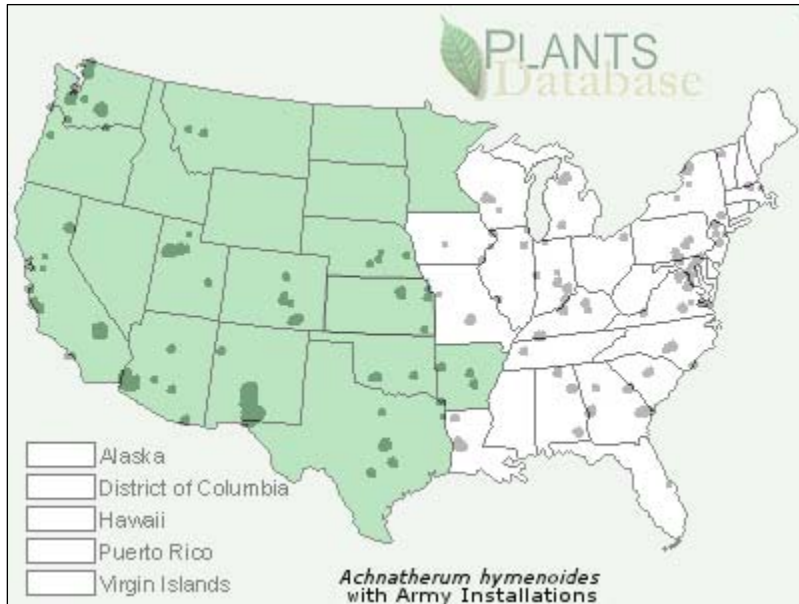 PLANTS
Database
Alaska
District of Columbia
Hawaii
Puerto Rico
Virgin Islands
Achnatherum hymenoides
with Army Installations